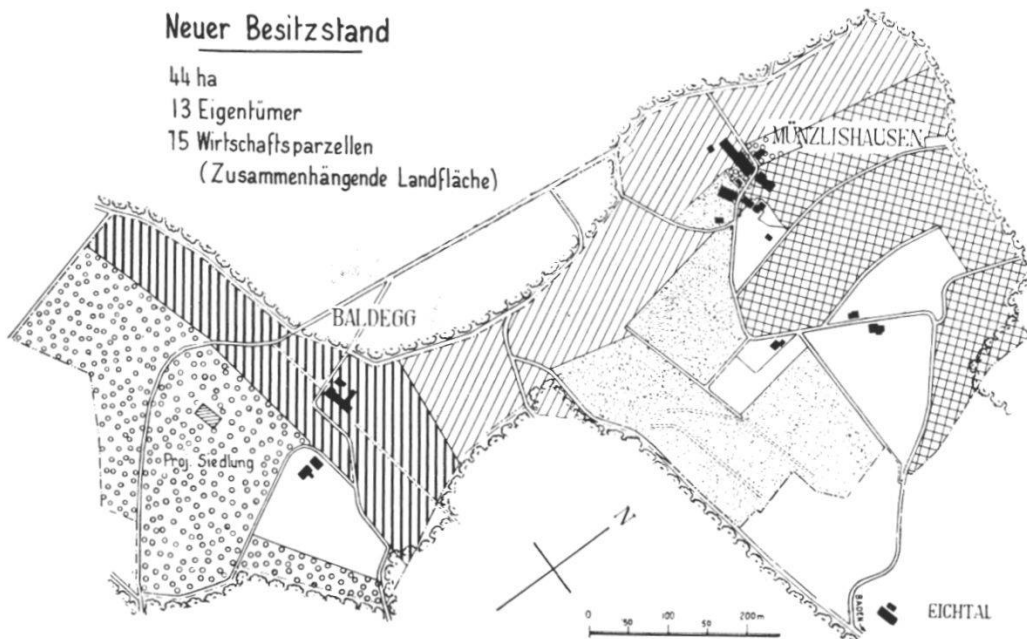 Neuer Besitzstand
44 ha
13 Eigentümer
15 Wirtschaftsparzellen
(Zusammenhängende Landfläche)
MÜNZLISHAUSEN
BALDEGG
Proj. Siedlung
N
0 50 100 200m
BADEN
EICHTAL